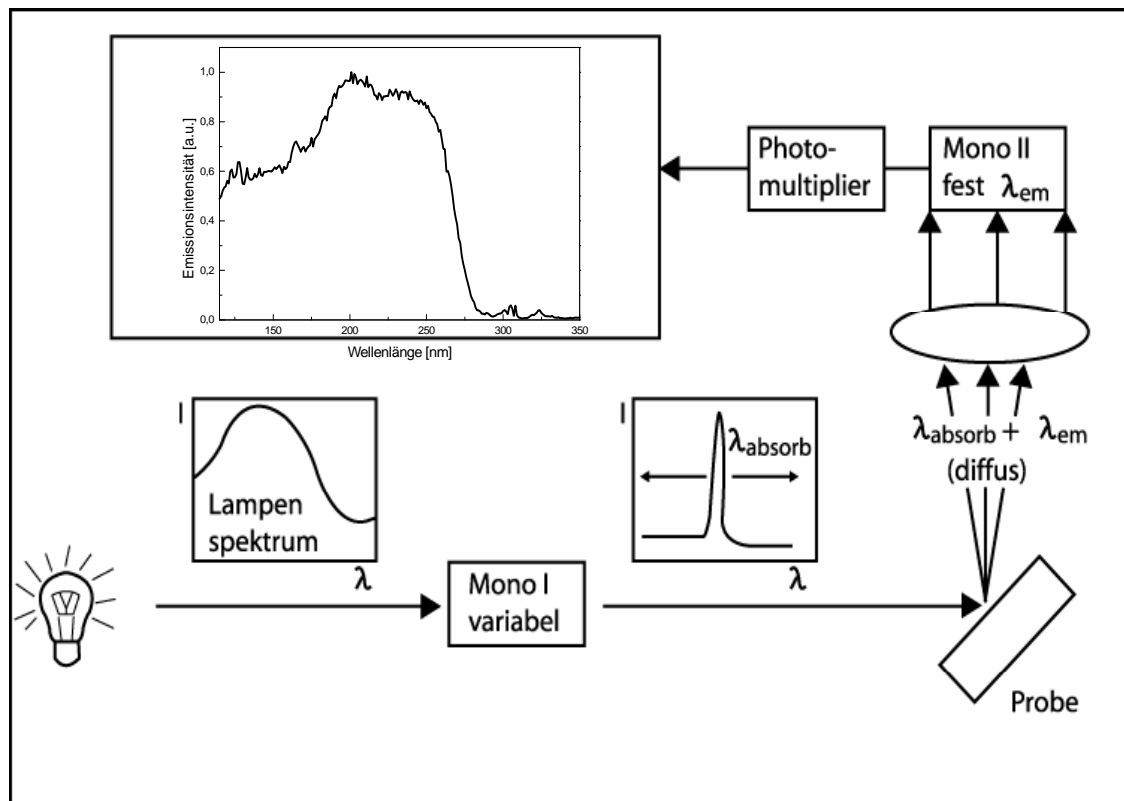 1,0
0,8
0,6
0,4
0,2
0,0
Emissionsintensität [a.u.]
150 200 250 300 350
Wellenlänge [nm]
Photo-
multiplier
Mono II
fest λem
I
Lampen
spektrum
λ
I
λabsorb
λ
λabsorb + λem
(diffus)
Mono I
variabel
Probe